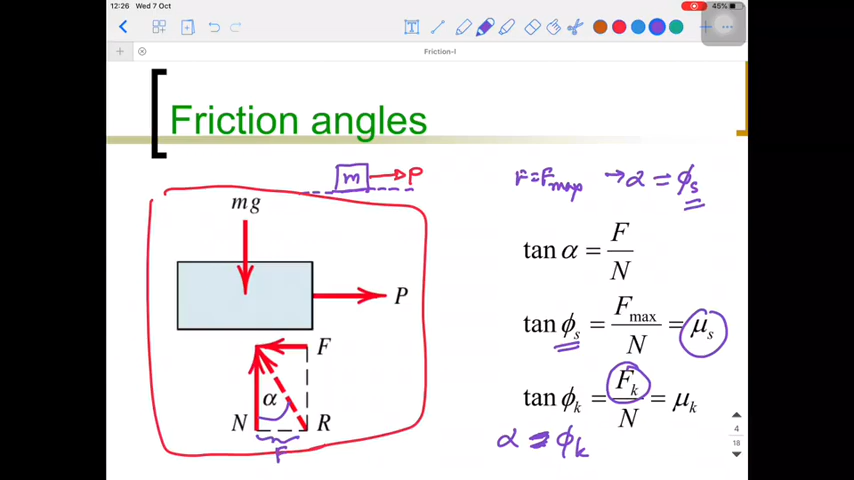 12:26 Wed 7 Oct
45%
Friction-I
Friction angles
m → P
F = Fmax → α = φs
mg
tan α = F / N
P
tan φs = Fmax / N = μs
F
α
tan φk = Fk / N = μk
N
R
F
α = φk
4
18